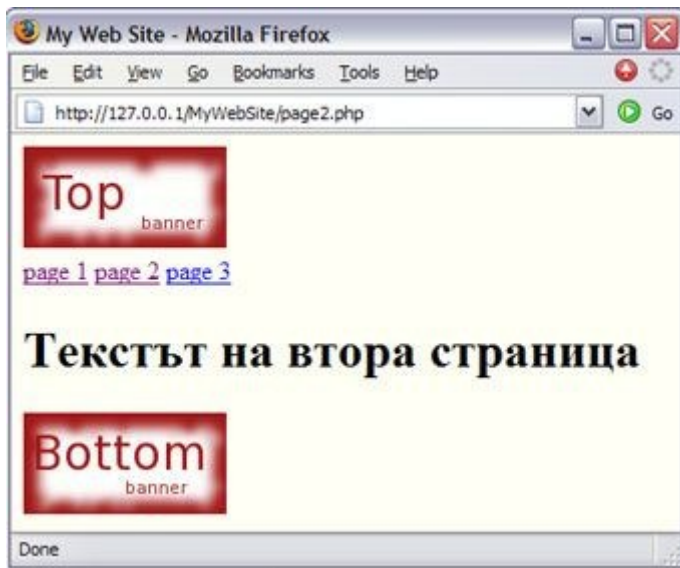 My Web Site - Mozilla Firefox
File Edit View Go Bookmarks Tools Help
http://127.0.0.1/MyWebSite/page2.php Go
Top
banner
page 1 page 2 page 3
Текстът на втора страница
Bottom
banner
Done